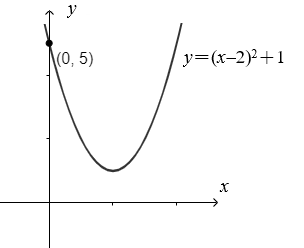 y
(0, 5)
y=(x–2)²+1
x